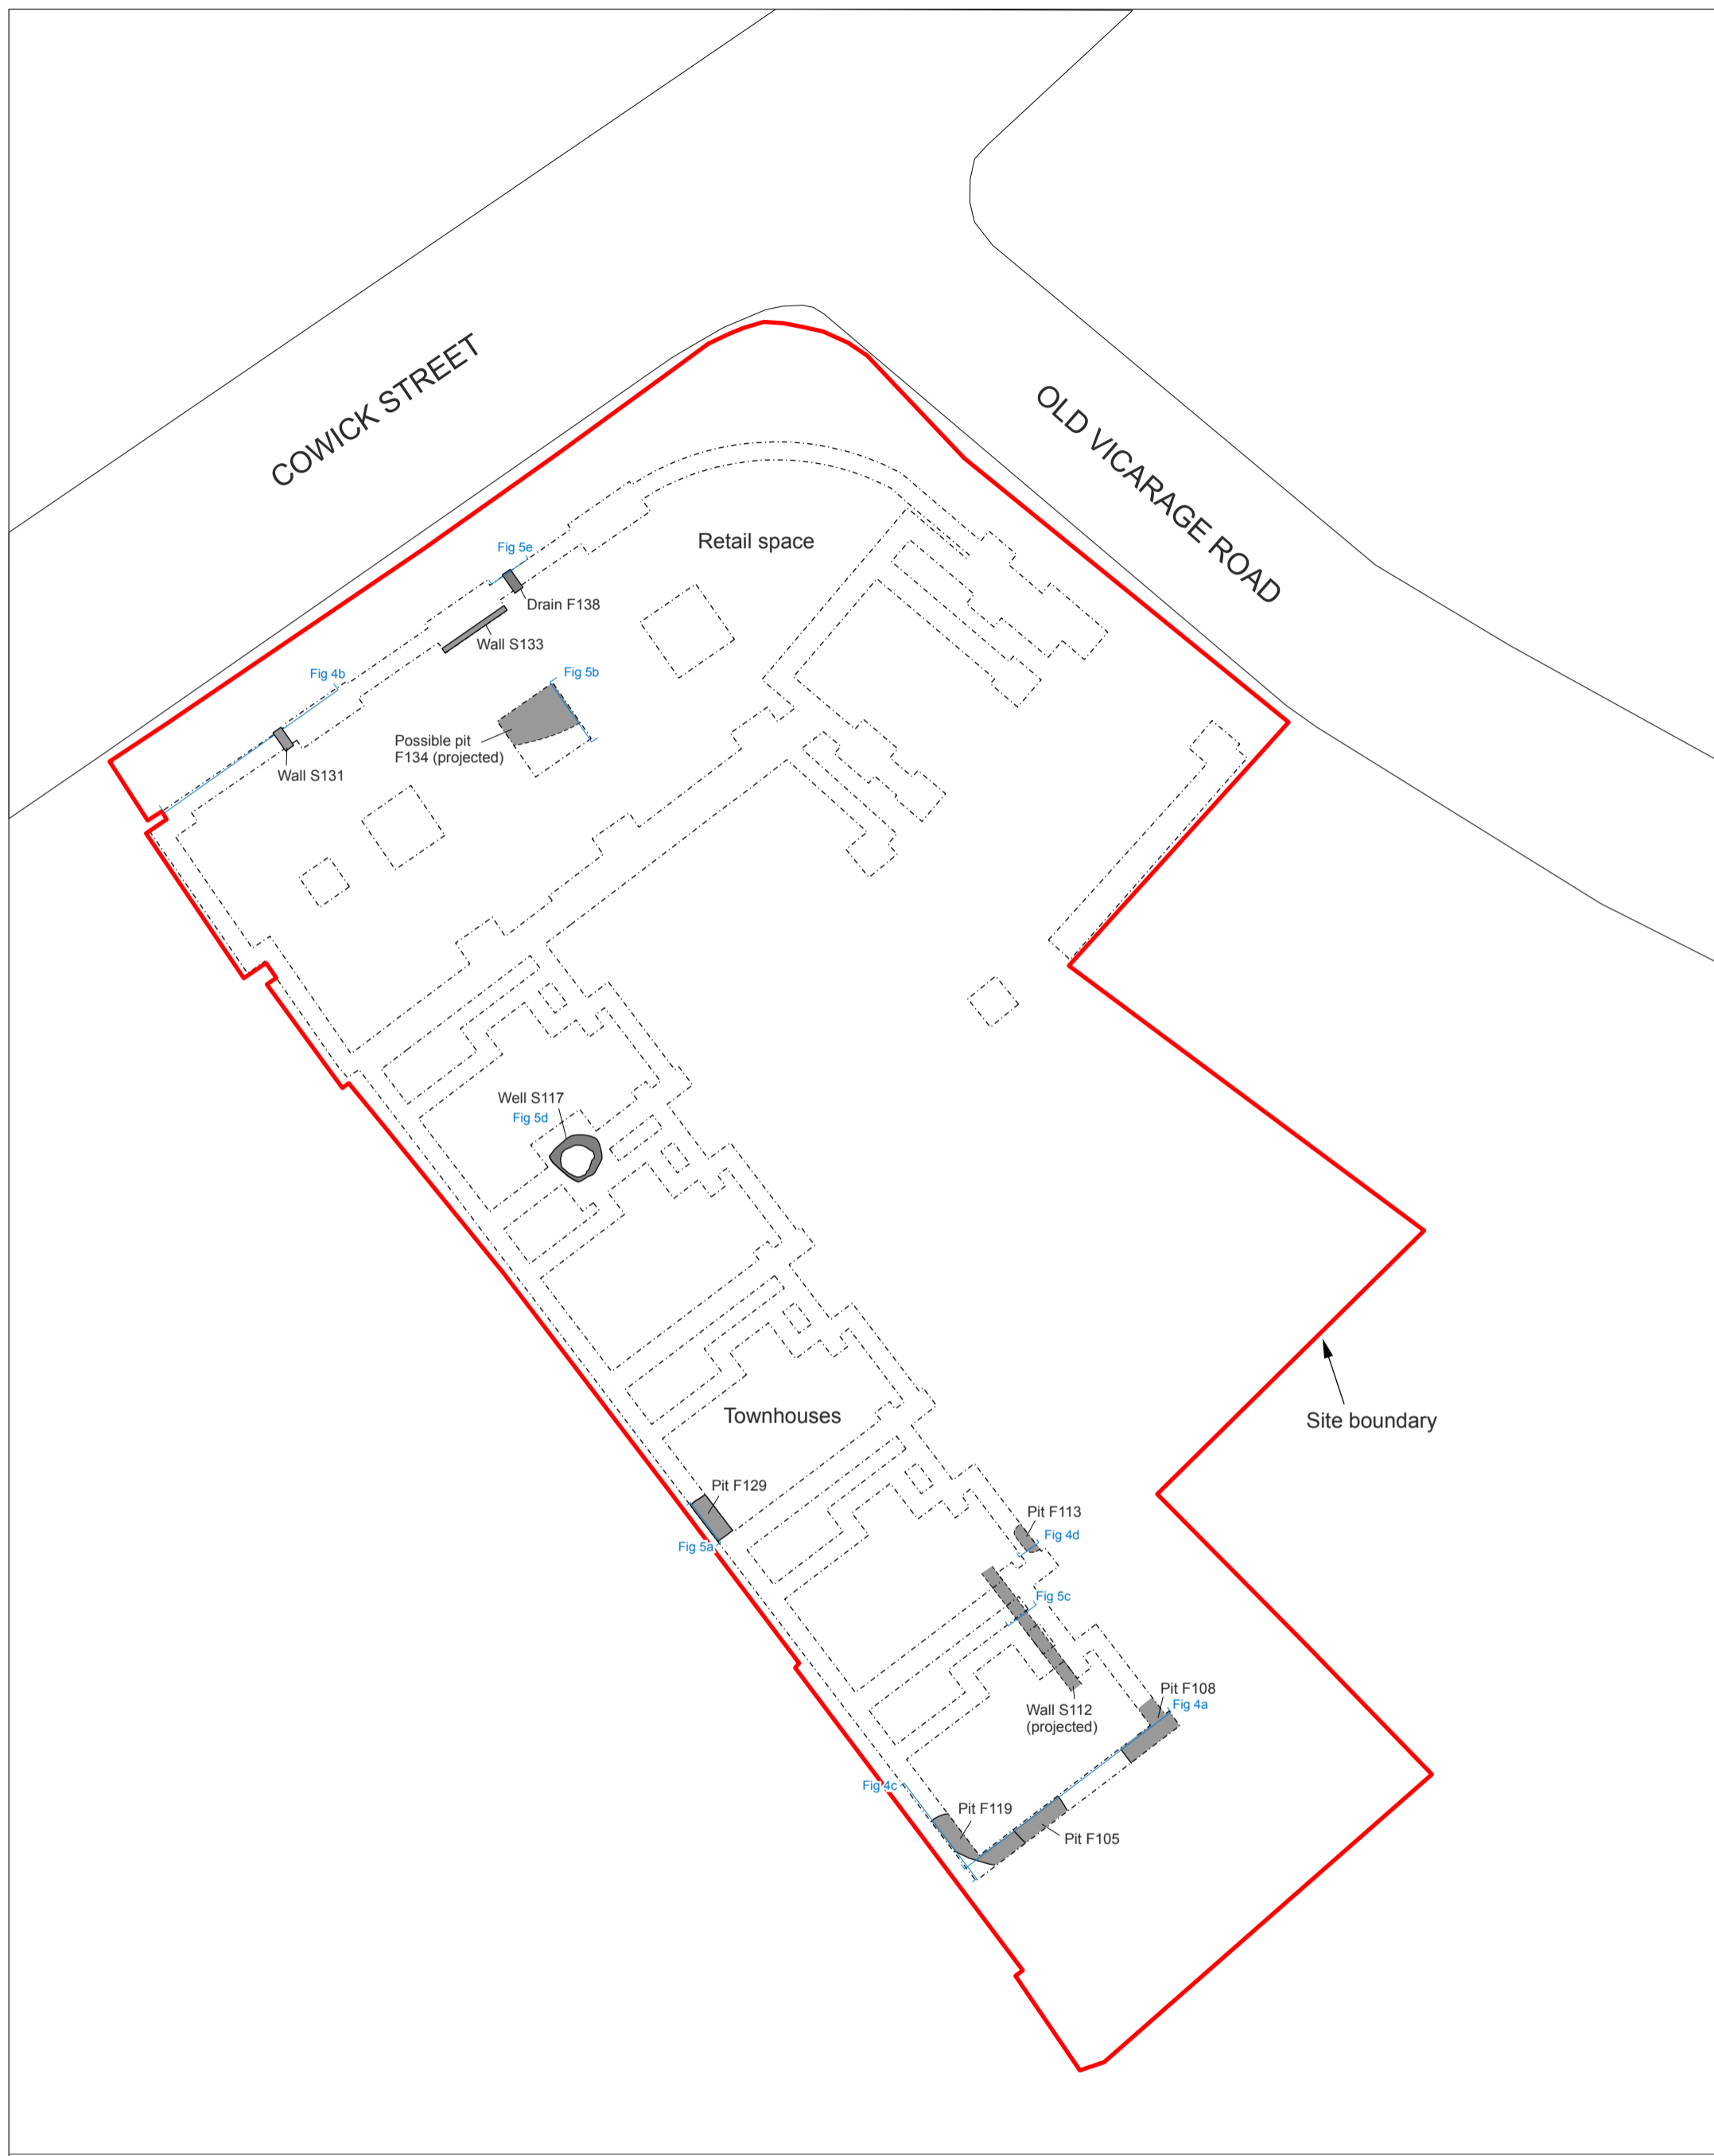 COWICK STREET
OLD VICARAGE ROAD
Retail space
Fig 5e
Drain F138
Wall S133
Fig 4b
Fig 5b
Possible pit
F134 (projected)
Wall S131
Well S117
Fig 5d
Townhouses
Site boundary
Pit F129
Fig 5a
Pit F113
Fig 4d
Fig 5c
Pit F108
Fig 4a
Wall S112
(projected)
Fig 4c
Pit F119
Pit F105